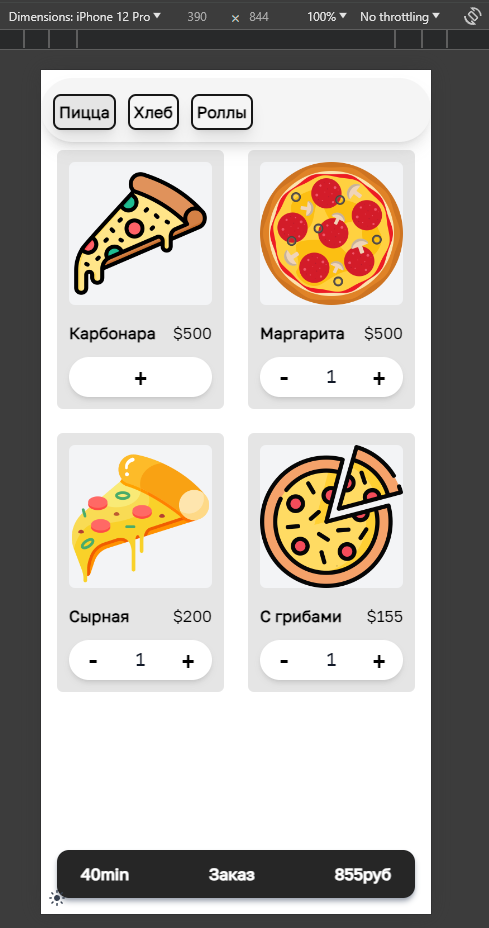 Dimensions: iPhone 12 Pro 390 × 844 100% No throttling
Пицца Хлеб Роллы
Карбонара $500
Маргарита $500
+
- 1 +
Сырная $200
С грибами $155
- 1 +
- 1 +
40min Заказ 855руб